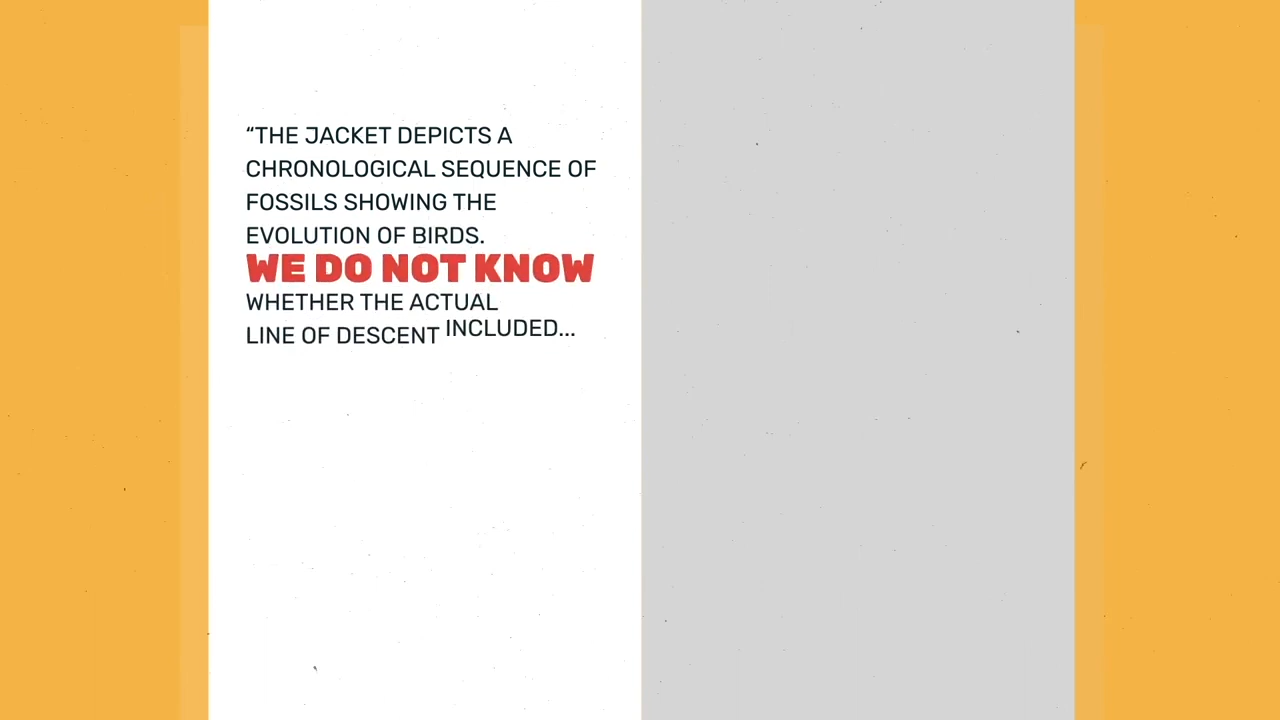 “THE JACKET DEPICTS A
CHRONOLOGICAL SEQUENCE OF
FOSSILS SHOWING THE
EVOLUTION OF BIRDS.
WE DO NOT KNOW
WHETHER THE ACTUAL
LINE OF DESCENT INCLUDED...